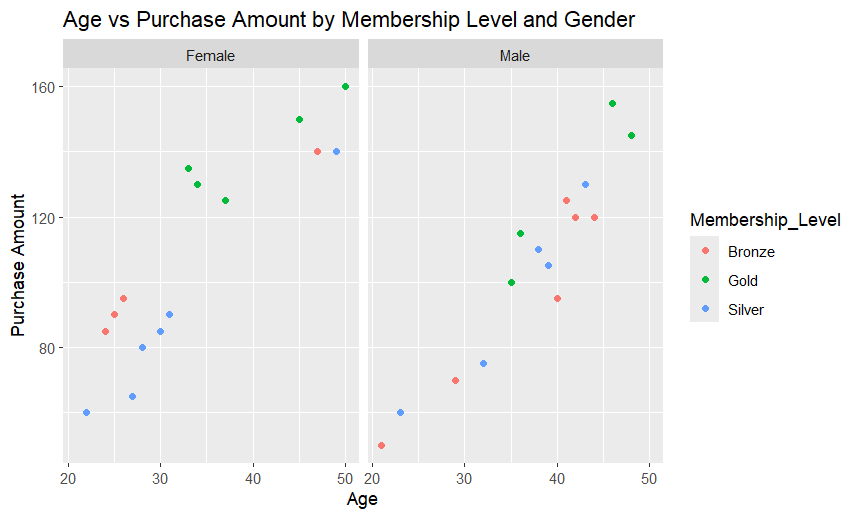 Age vs Purchase Amount by Membership Level and Gender
Female
Male
160
120
80
Purchase Amount
20 30 40 50
20 30 40 50
Age
Membership_Level
Bronze
Gold
Silver